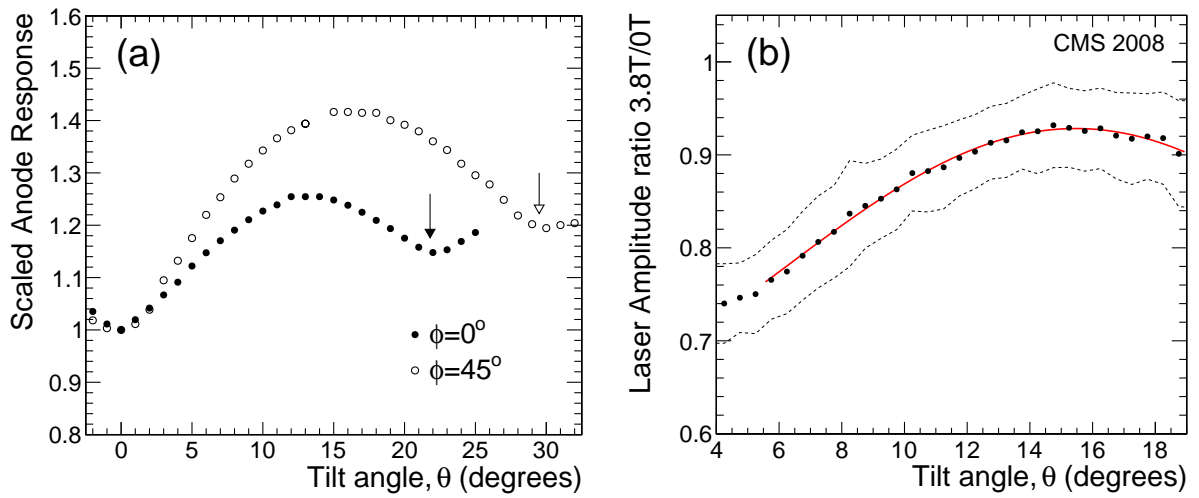 (a)
Scaled Anode Response
1.6
1.5
1.4
1.3
1.2
1.1
1
0.9
0.8
0 5 10 15 20 25 30
Tilt angle, θ (degrees)
ϕ=0°
ϕ=45°
(b)
CMS 2008
Laser Amplitude ratio 3.8T/0T
1
0.9
0.8
0.7
0.6
4 6 8 10 12 14 16 18
Tilt angle, θ (degrees)